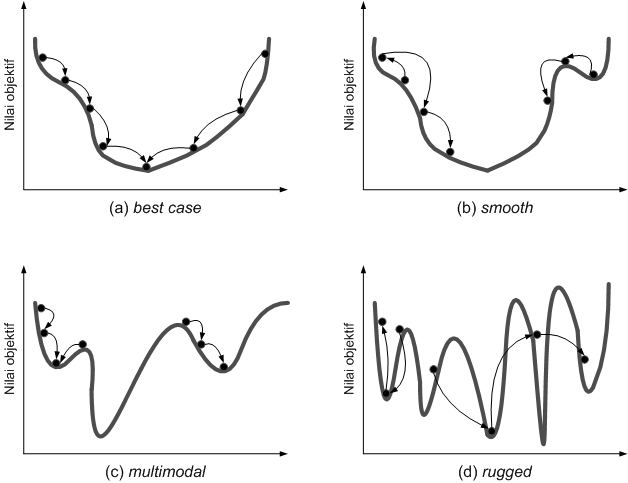 Nilai objektif
(a) best case
Nilai objektif
(b) smooth
Nilai objektif
(c) multimodal
Nilai objektif
(d) rugged